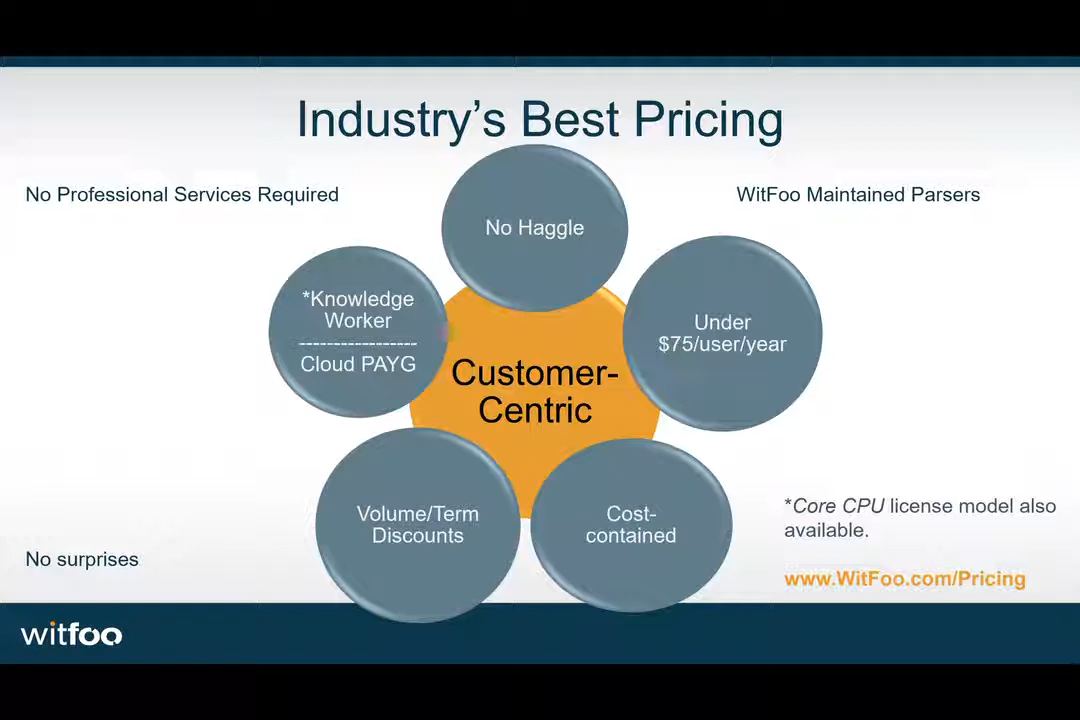 Industry's Best Pricing
No Professional Services Required
WitFoo Maintained Parsers
No Haggle
*Knowledge
Worker
-----------------
Cloud PAYG
Under
$75/user/year
Customer-
Centric
Volume/Term
Discounts
Cost-
contained
*Core CPU license model also
available.
No surprises
www.WitFoo.com/Pricing
witfoo